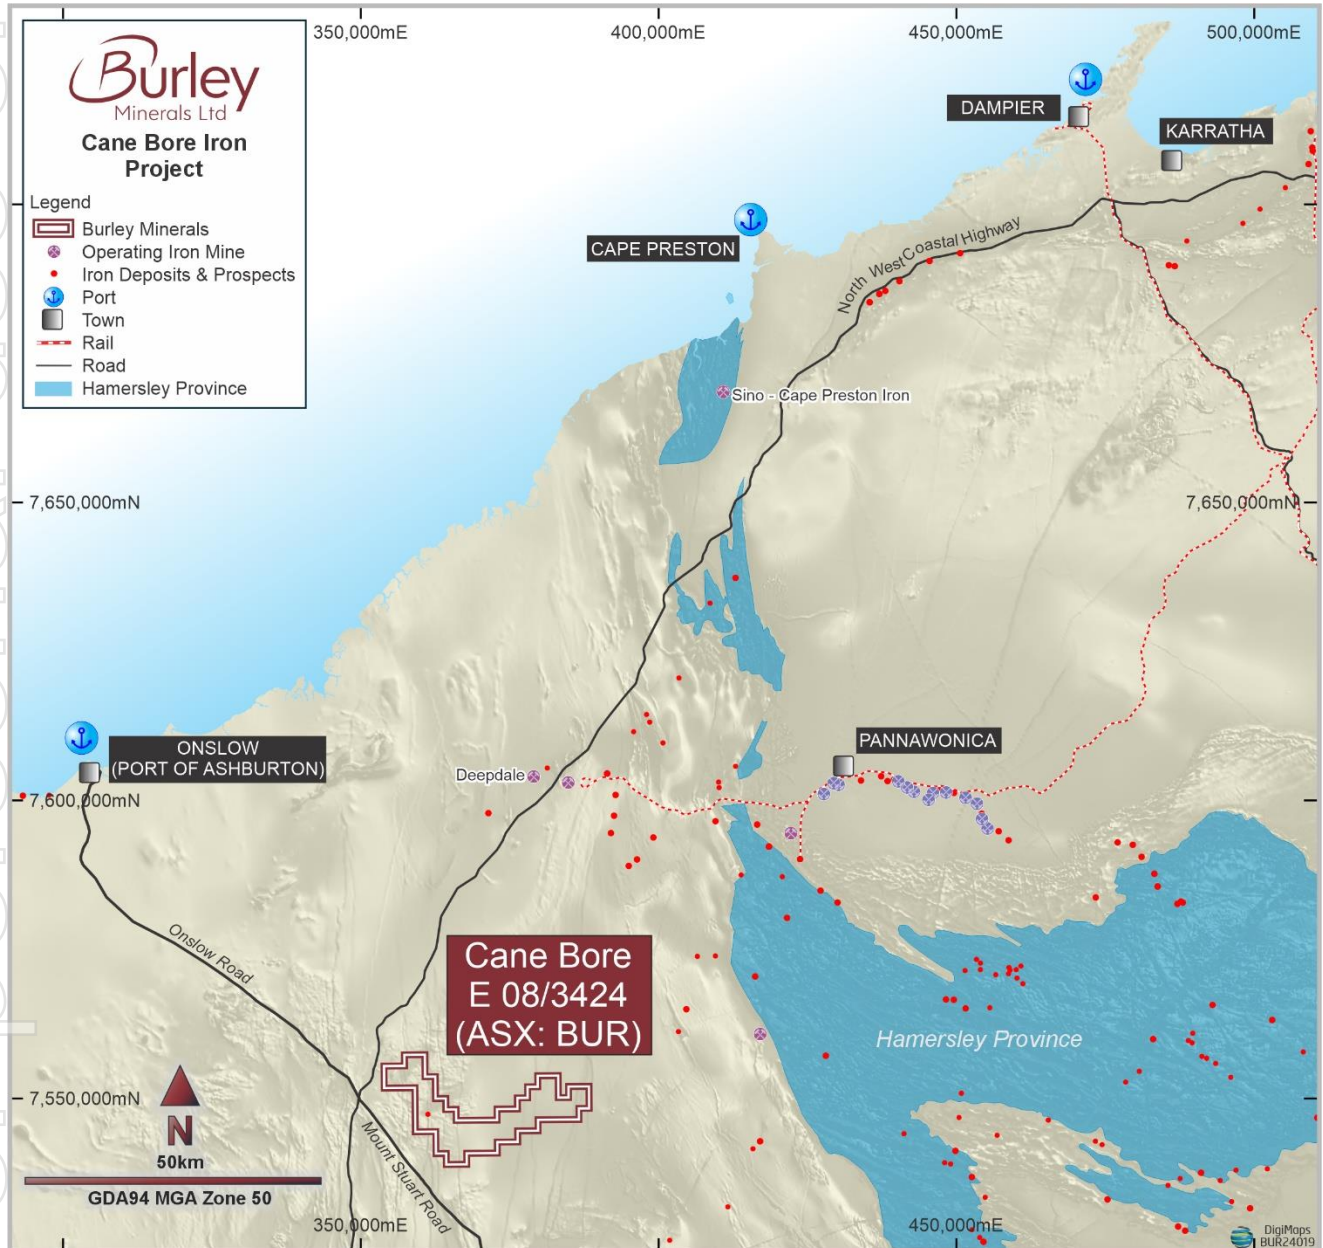 350,000mE
400,000mE
450,000mE
500,000mE
Burley
Minerals Ltd
Cane Bore Iron
Project
Legend
Burley Minerals
Operating Iron Mine
Iron Deposits & Prospects
Port
Town
Rail
Road
Hamersley Province
DAMPIER
KARRATHA
CAPE PRESTON
North West Coastal Highway
Sino - Cape Preston Iron
7,650,000mN
7,650,000mN
ONSLOW
(PORT OF ASHBURTON)
PANNAWONICA
Deepdale
7,600,000mN
Onslow Road
Cane Bore
E 08/3424
(ASX: BUR)
Hamersley Province
7,550,000mN
N
50km
GDA94 MGA Zone 50
Mount Stuart Road
350,000mE
450,000mE
DigiMaps
BUR24019